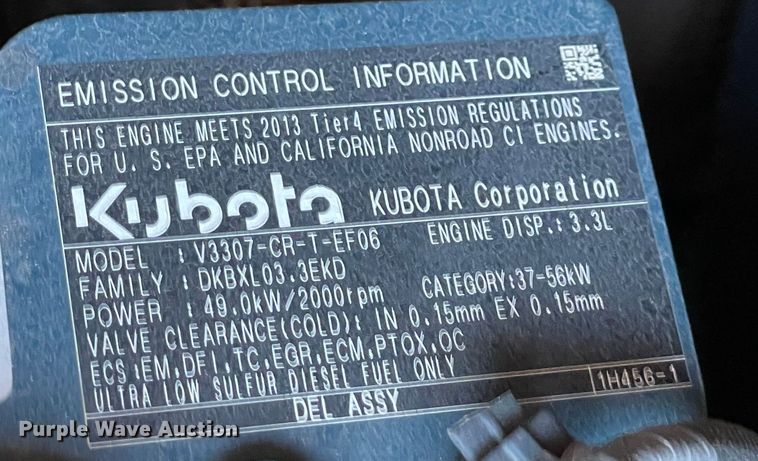 EMISSION CONTROL INFORMATION
THIS ENGINE MEETS 2013 Tier4 EMISSION REGULATIONS
FOR U. S. EPA AND CALIFORNIA NONROAD CI ENGINES.
Kubota KUBOTA Corporation
MODEL : V3307-CR-T-EF06 ENGINE DISP.: 3.3L
FAMILY : DKBXL03.3EKD
POWER : 49.0kW/2000rpm CATEGORY:37-56kW
VALVE CLEARANCE(COLD): IN 0.15mm EX 0.15mm
ECS:EM,DFI,TC,EGR,ECM,PTOX,OC
ULTRA LOW SULFUR DIESEL FUEL ONLY
DEL ASSY 1H456-1
Purple Wave Auction